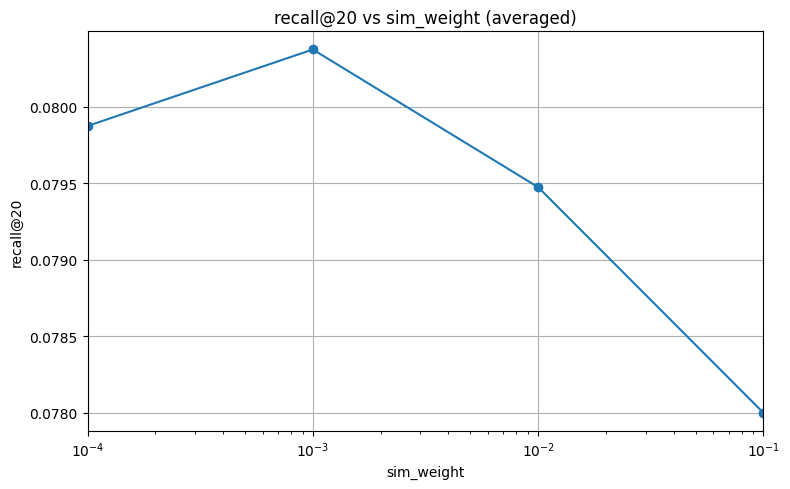 recall@20 vs sim_weight (averaged)
recall@20
0.0800
0.0795
0.0790
0.0785
0.0780
10⁻⁴ 10⁻³ 10⁻² 10⁻¹
sim_weight